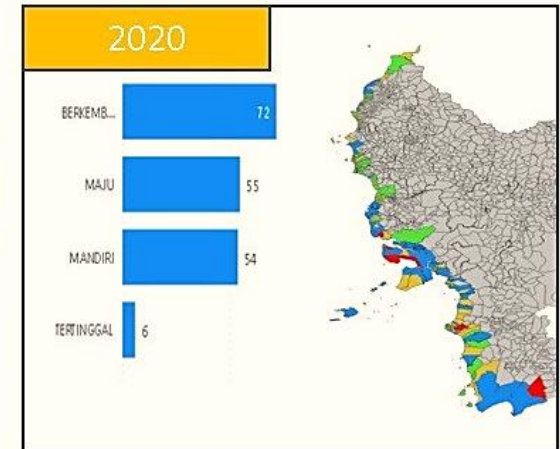 2020
BERKEMB...
72
MAJU
55
MANDIRI
54
TERTINGGAL
6